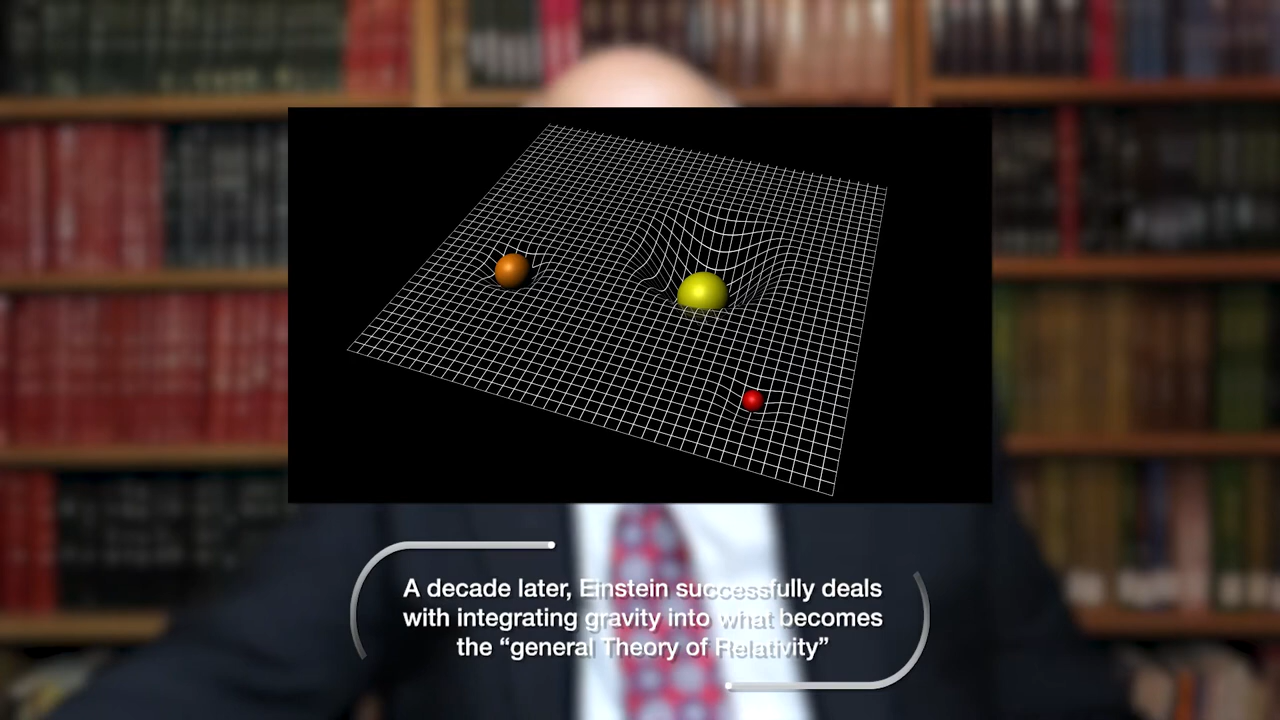 A decade later, Einstein successfully deals
with integrating gravity into what becomes
the “general Theory of Relativity”